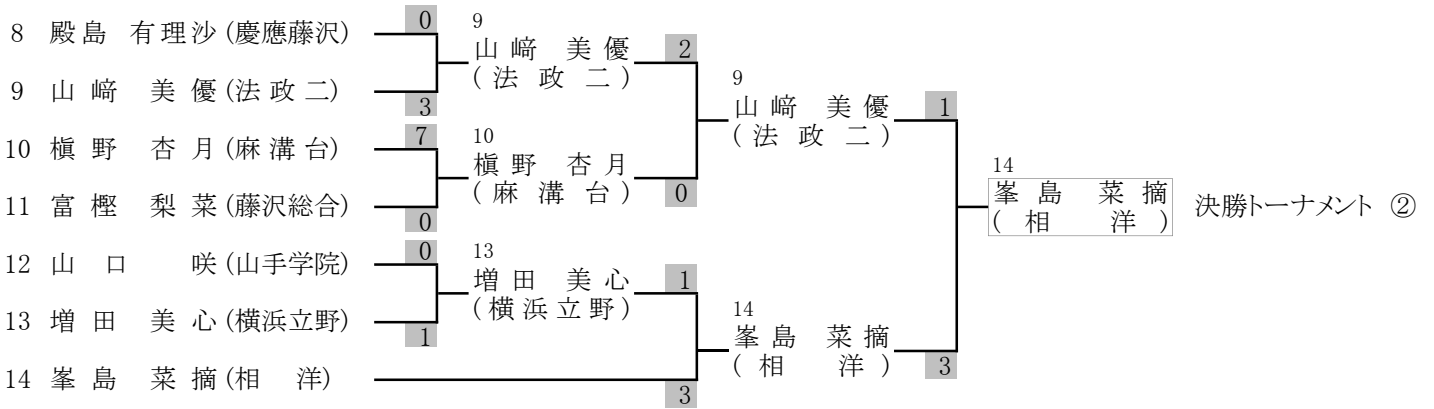 8 殿島 有理沙 (慶應藤沢)
0
9 山﨑 美優 (法政二)
3
10 槇野 杏月 (麻溝台)
7
11 富樫 梨菜 (藤沢総合)
0
12 山口 咲 (山手学院)
0
13 増田 美心 (横浜立野)
1
14 峯島 菜摘 (相洋)
9
山﨑 美優
(法政二)
2
10
槇野 杏月
(麻溝台)
0
13
増田 美心
(横浜立野)
1
3
9
山﨑 美優
(法政二)
1
14
峯島 菜摘
(相洋)
3
14
峯島 菜摘
(相洋)
決勝トーナメント ②